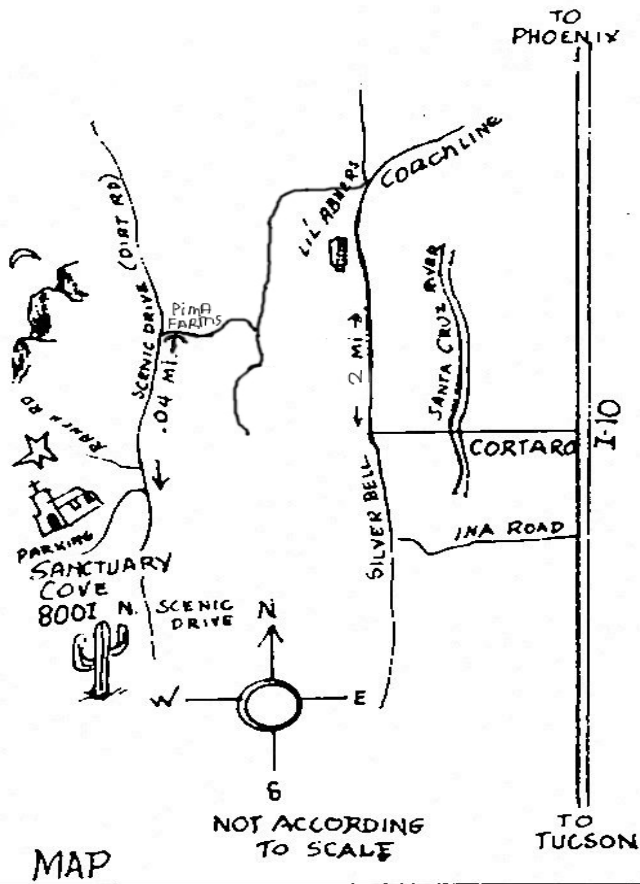 TO
PHOENIX
COACHLINE
LIL' ABNERS
SCENIC DRIVE (DIRT RD)
SANTA CRUZ RIVER
PIMA
FARMS
2 MI
.04 MI.
RANCH RD
I-10
CORTARO
SILVER BELL
INA ROAD
PARKING
SANCTUARY
COVE
8001 N. SCENIC
DRIVE
N
W
E
S
NOT ACCORDING
TO SCALE
TO
TUCSON
MAP